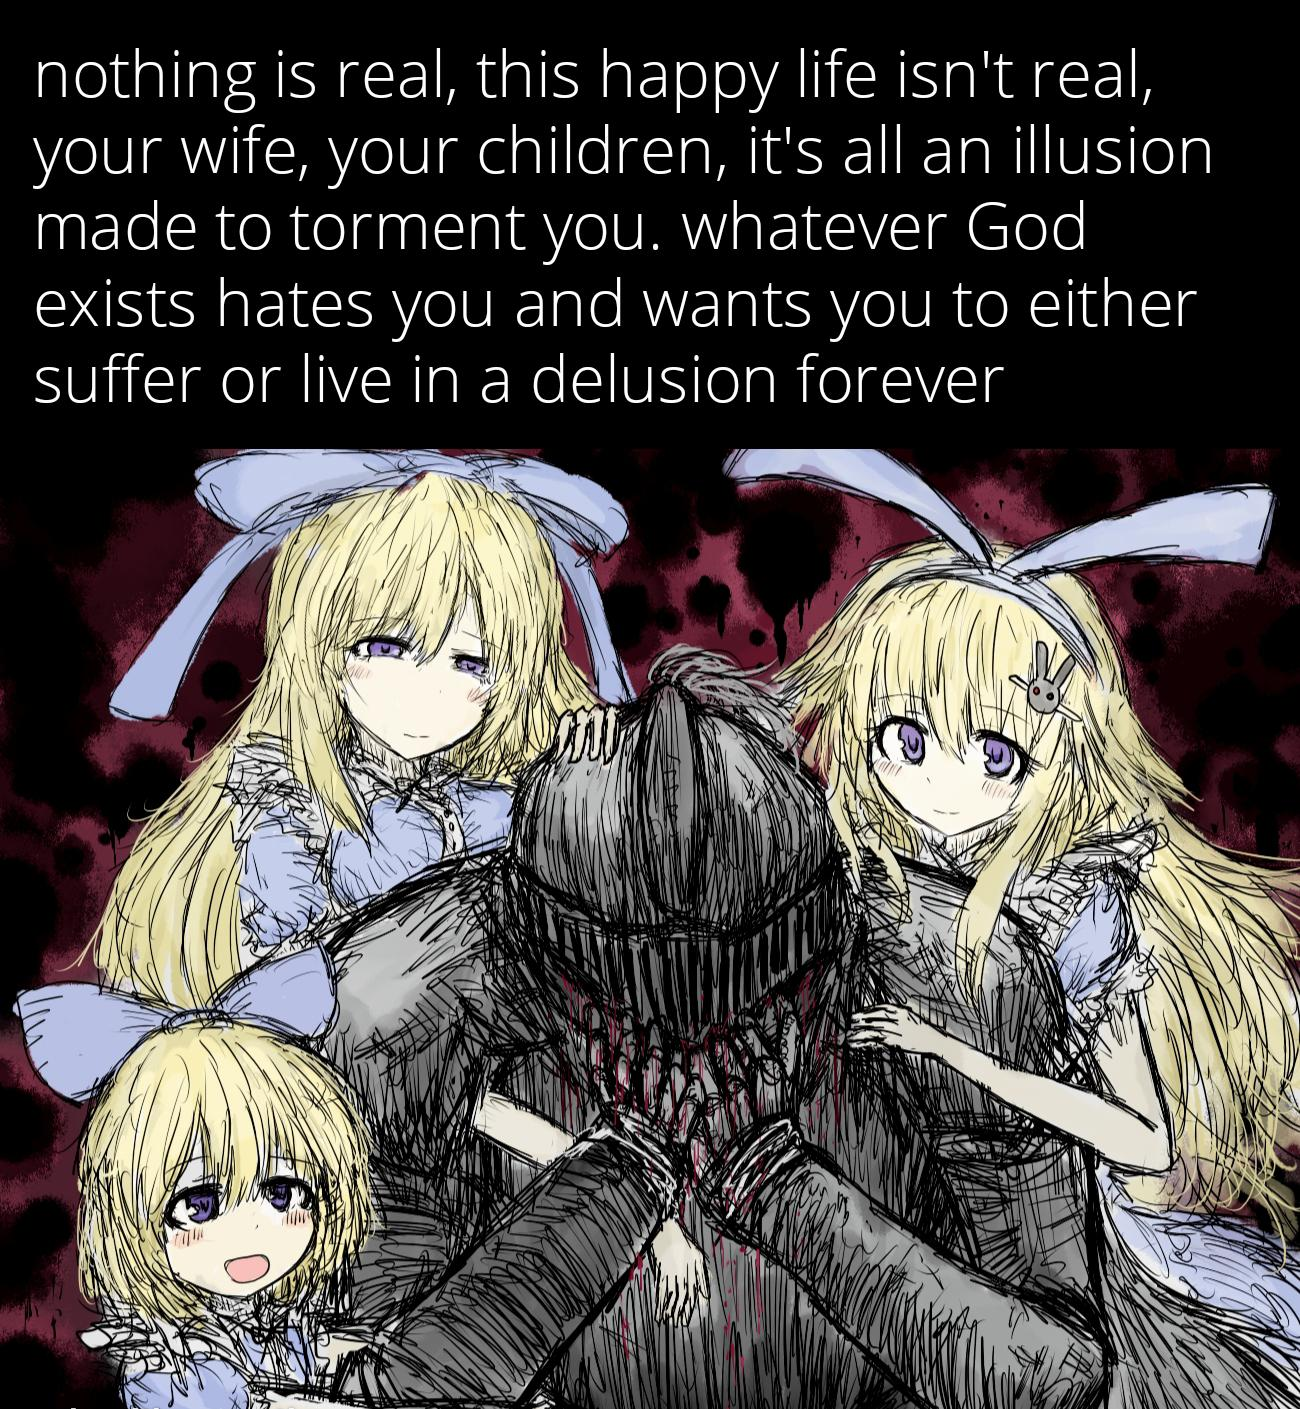 nothing is real, this happy life isn't real,
your wife, your children, it's all an illusion
made to torment you. whatever God
exists hates you and wants you to either
suffer or live in a delusion forever